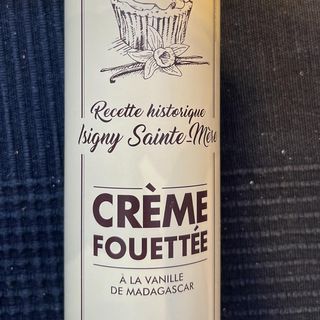 Recette historique
Isigny Sainte-Mère
CRÈME
FOUETTÉE
À LA VANILLE
DE MADAGASCAR